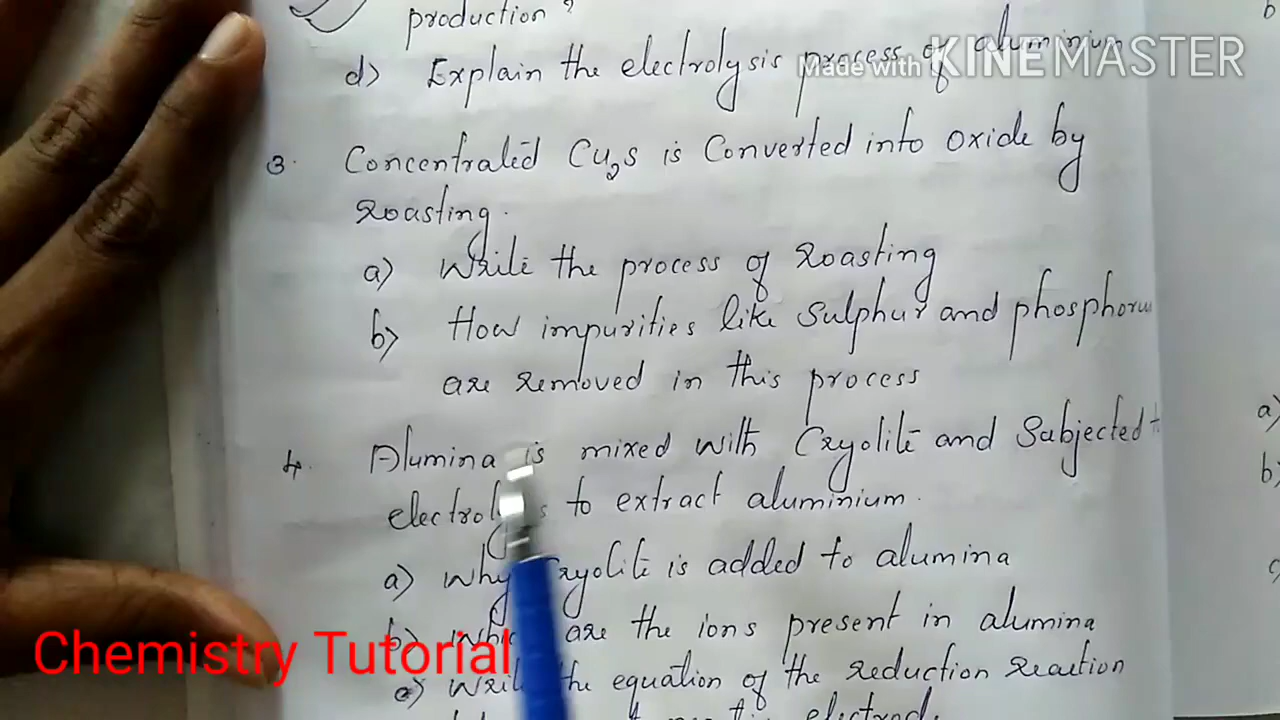 production?
d) Explain the electrolysis process of aluminium
Made with KINEMASTER
3. Concentrated Cu₂S is Converted into oxide by
Roasting.
a) Write the process of Roasting
b) How impurities like Sulphur and phosphorus
are removed in this process
4. Alumina is mixed with Cryolite and Subjected
to extract aluminium.
a) Why Cryolite is added to alumina
b) are the ions present in alumina
c) Write the equation of the reduction reaction
electrode
Chemistry Tutorial
b
a)
b)